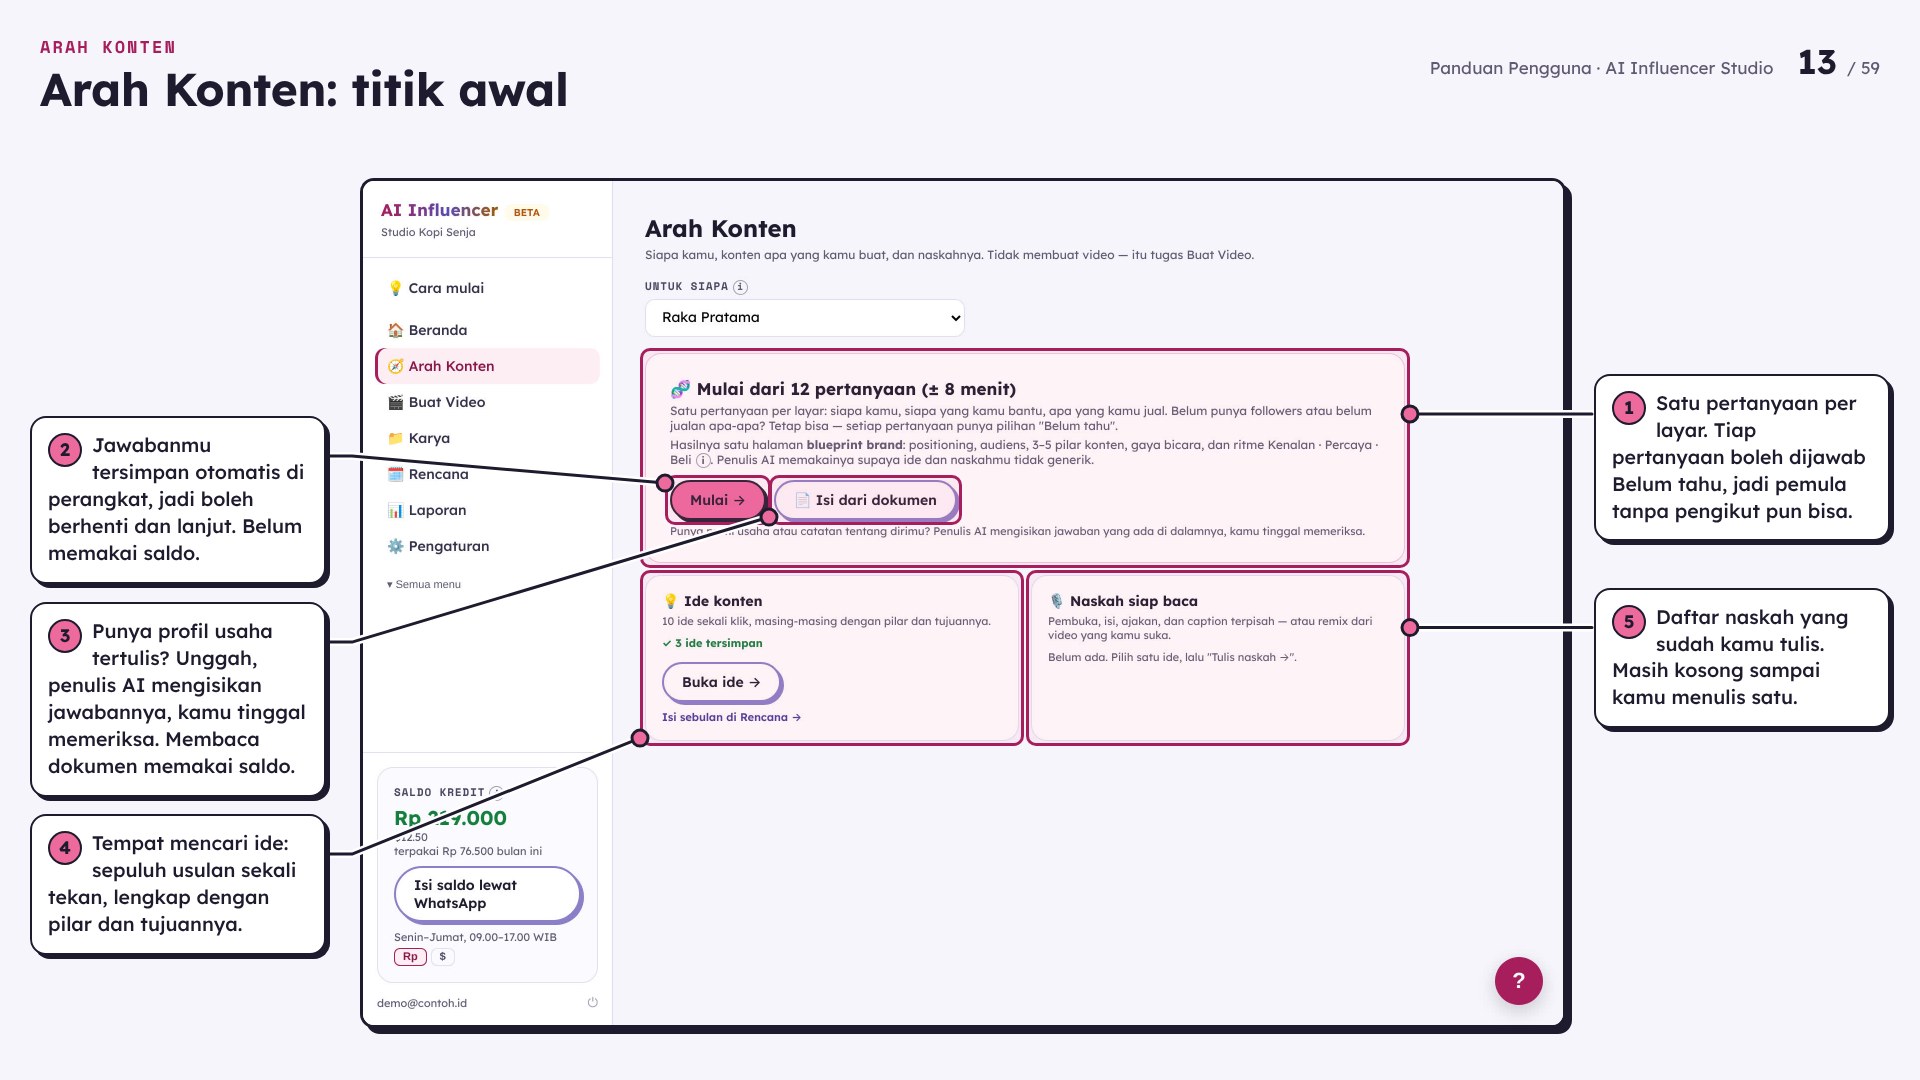 ARAH KONTEN
Arah Konten: titik awal
Panduan Pengguna · AI Influencer Studio 13 / 59
AI Influencer BETA
Studio Kopi Senja
💡 Cara mulai
🏠 Beranda
🧭 Arah Konten
🎬 Buat Video
📁 Karya
🗓️ Rencana
📊 Laporan
⚙️ Pengaturan
▾ Semua menu
SALDO KREDIT
Rp
$12.50
terpakai Rp 76.500 bulan ini
Isi saldo lewat
WhatsApp
Senin–Jumat, 09.00–17.00 WIB
Rp $
demo@contoh.id
Arah Konten
Siapa kamu, konten apa yang kamu buat, dan naskahnya. Tidak membuat video — itu tugas Buat Video.
UNTUK SIAPA i
Raka Pratama
🧬 Mulai dari 12 pertanyaan (± 8 menit)
Satu pertanyaan per layar: siapa kamu, siapa yang kamu bantu, apa yang kamu jual. Belum punya followers atau belum
jualan apa-apa? Tetap bisa — setiap pertanyaan punya pilihan "Belum tahu".
Hasilnya satu halaman blueprint brand: positioning, audiens, 3–5 pilar konten, gaya bicara, dan ritme Kenalan · Percaya ·
Beli i. Penulis AI memakainya supaya ide dan naskahmu tidak generik.
Mulai →
📄 Isi dari dokumen
Punya usaha atau catatan tentang dirimu? Penulis AI mengisikan jawaban yang ada di dalamnya, kamu tinggal memeriksa.
💡 Ide konten
10 ide sekali klik, masing-masing dengan pilar dan tujuannya.
✓ 3 ide tersimpan
Buka ide →
Isi sebulan di Rencana →
🎙️ Naskah siap baca
Pembuka, isi, ajakan, dan caption terpisah — atau remix dari
video yang kamu suka.
Belum ada. Pilih satu ide, lalu "Tulis naskah →".
?
1 Satu pertanyaan per
layar. Tiap
pertanyaan boleh dijawab
Belum tahu, jadi pemula
tanpa pengikut pun bisa.
2 Jawabanmu
tersimpan otomatis di
perangkat, jadi boleh
berhenti dan lanjut. Belum
memakai saldo.
3 Punya profil usaha
tertulis? Unggah,
penulis AI mengisikan
jawabannya, kamu tinggal
memeriksa. Membaca
dokumen memakai saldo.
4 Tempat mencari ide:
sepuluh usulan sekali
tekan, lengkap dengan
pilar dan tujuannya.
5 Daftar naskah yang
sudah kamu tulis.
Masih kosong sampai
kamu menulis satu.